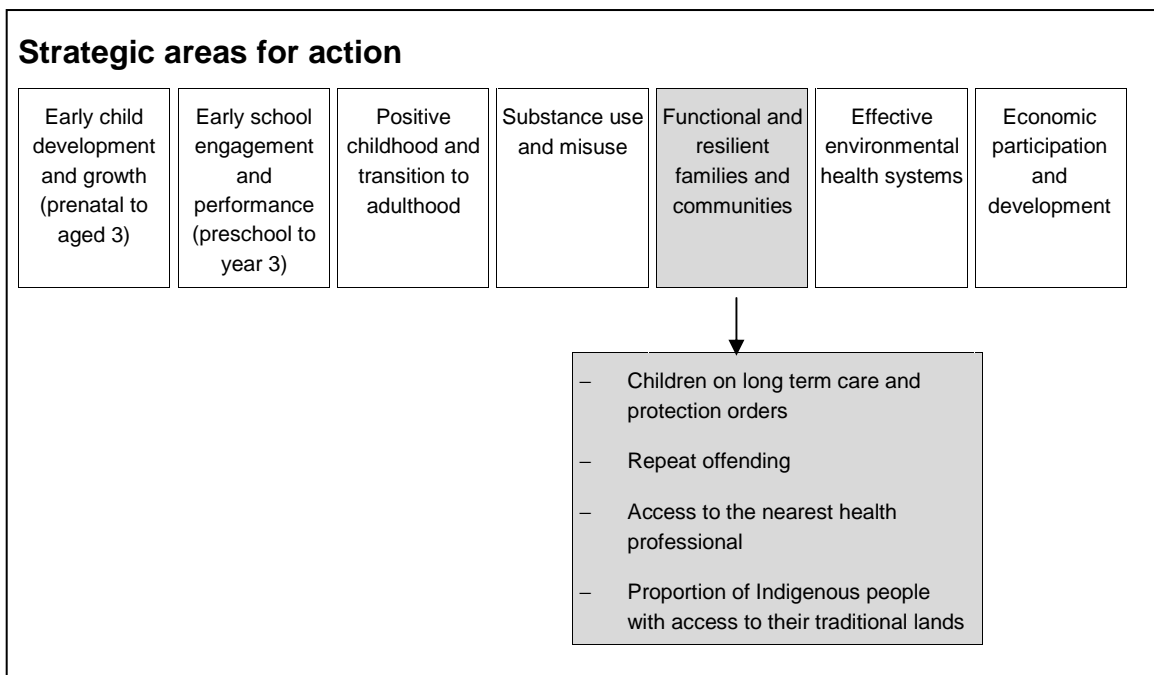 Strategic areas for action
Early child
development
and growth
(prenatal to
aged 3)
Early school
engagement
and
performance
(preschool to
year 3)
Positive
childhood and
transition to
adulthood
Substance use
and misuse
Functional and
resilient
families and
communities
Effective
environmental
health systems
Economic
participation
and
development
– Children on long term care and
protection orders
– Repeat offending
– Access to the nearest health
professional
– Proportion of Indigenous people
with access to their traditional lands